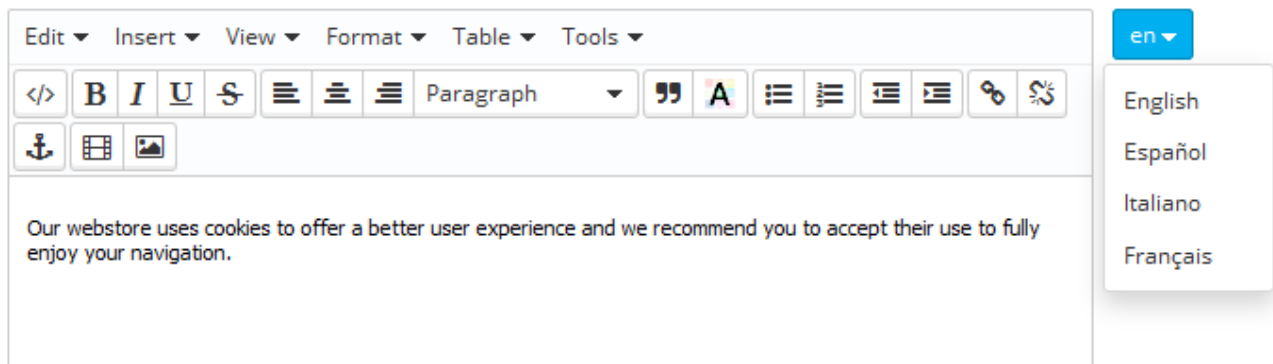 Edit Insert View Format Table Tools en
</> B I U S Paragraph A
English
Español
Italiano
Français
Our webstore uses cookies to offer a better user experience and we recommend you to accept their use to fully
enjoy your navigation.